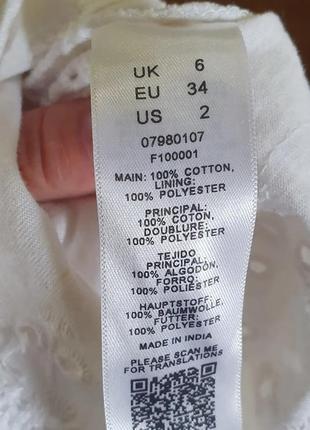 UK 6
EU 34
US 2
07980107
F100001
MAIN: 100% COTTON,
LINING:
100% POLYESTER
PRINCIPAL:
100% COTON,
DOUBLURE:
100% POLYESTER
TEJIDO
PRINCIPAL:
100% ALGODÓN,
FORRO:
100% POLIÉSTER
HAUPTSTOFF:
100% BAUMWOLLE,
FUTTER:
100% POLYESTER
MADE IN INDIA
PLEASE SCAN ME
FOR TRANSLATIONS